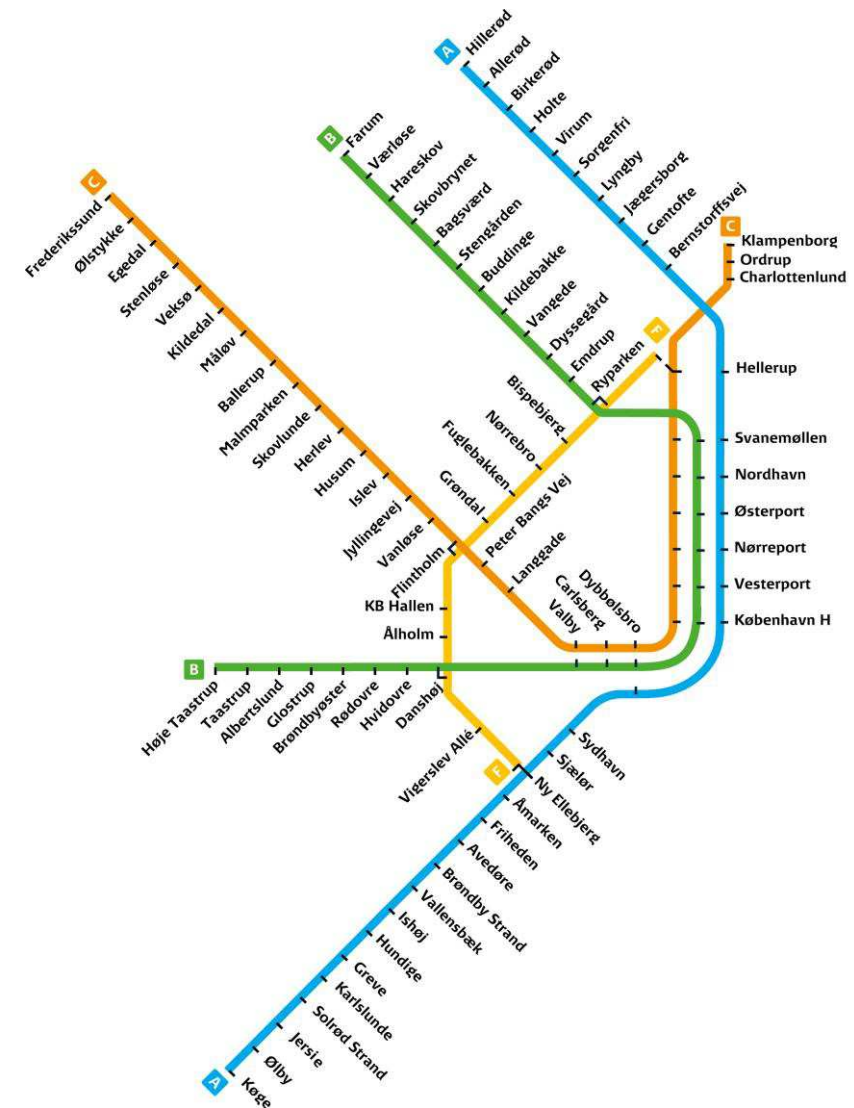 A
Hillerød
Allerød
Birkerød
Holte
Virum
Sorgenfri
Lyngby
Jægersborg
Gentofte
Bernstorffsvej
B
Farum
Værløse
Hareskov
Skovbrynet
Bagsværd
Stengården
Buddinge
Kildebakke
Vangede
Dyssegård
Emdrup
Ryparken
F
C
Klampenborg
Ordrup
Charlottenlund
Hellerup
Svanemøllen
Nordhavn
Østerport
Nørreport
Vesterport
København H
C
Frederikssund
Ølstykke
Egedal
Stenløse
Veksø
Kildedal
Måløv
Ballerup
Malmparken
Skovlunde
Herlev
Husum
Islev
Jyllingevej
Vanløse
Flintholm
Peter Bangs Vej
Langgade
Valby
Carlsberg
Dybbølsbro
Bispebjerg
Nørrebro
Fuglebakken
Grøndal
KB Hallen
Ålholm
B
Høje Taastrup
Taastrup
Albertslund
Glostrup
Brøndbyøster
Rødovre
Hvidovre
Danshøj
Vigerslev Allé
F
Sydhavn
Sjælør
Ny Ellebjerg
Åmarken
Friheden
Avedøre
Brøndby Strand
Vallensbæk
Ishøj
Hundige
Greve
Karlslunde
Solrød Strand
Jersie
Ølby
Køge
A